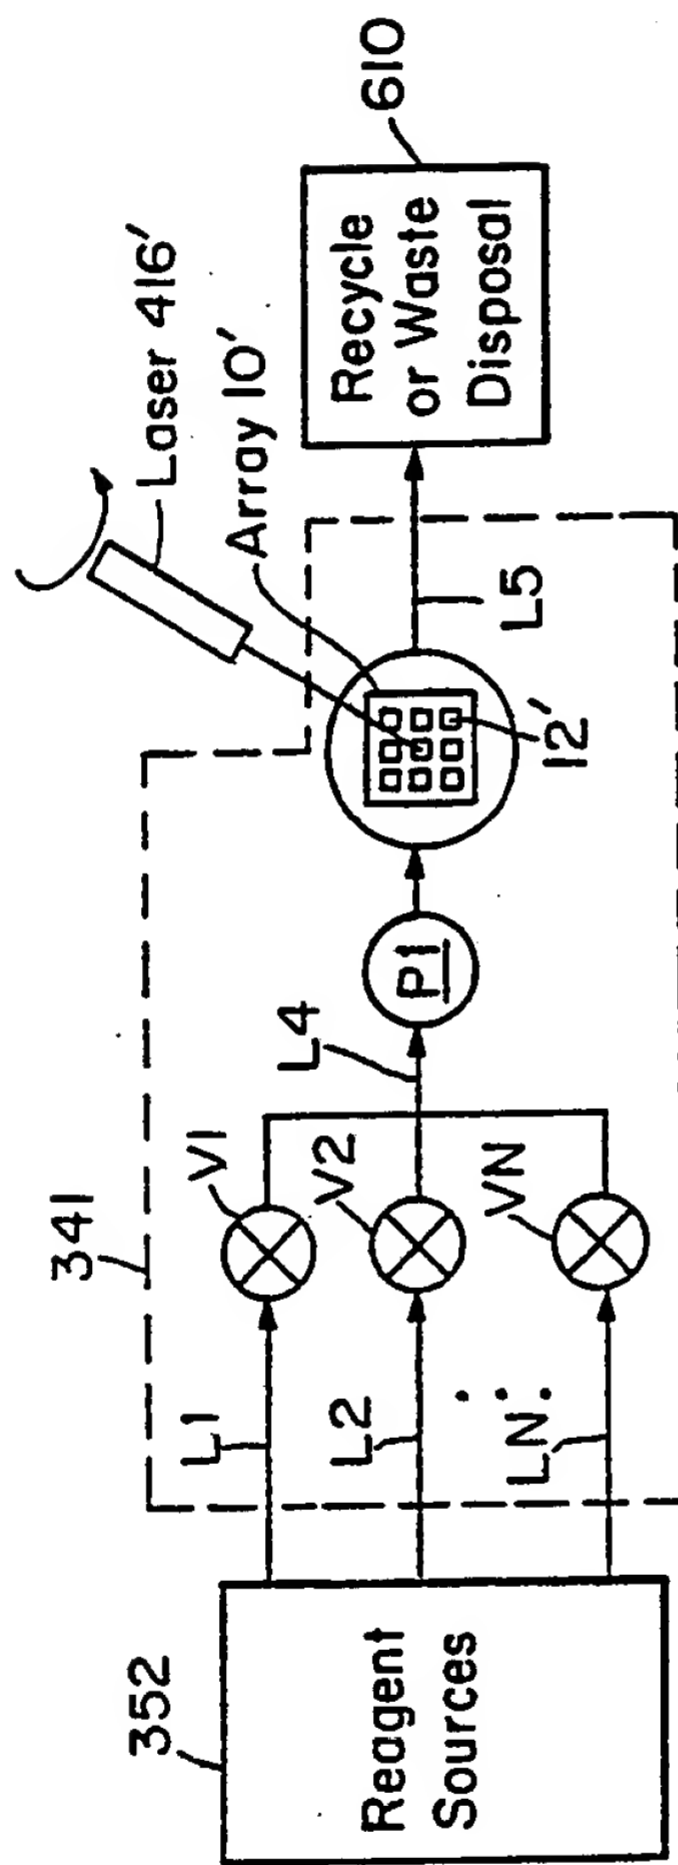 352
Reagent
Sources
341
L1
L2
LN
V1
V2
VN
L4
P1
Laser 416'
Array 10'
12'
L5
610
Recycle
or Waste
Disposal